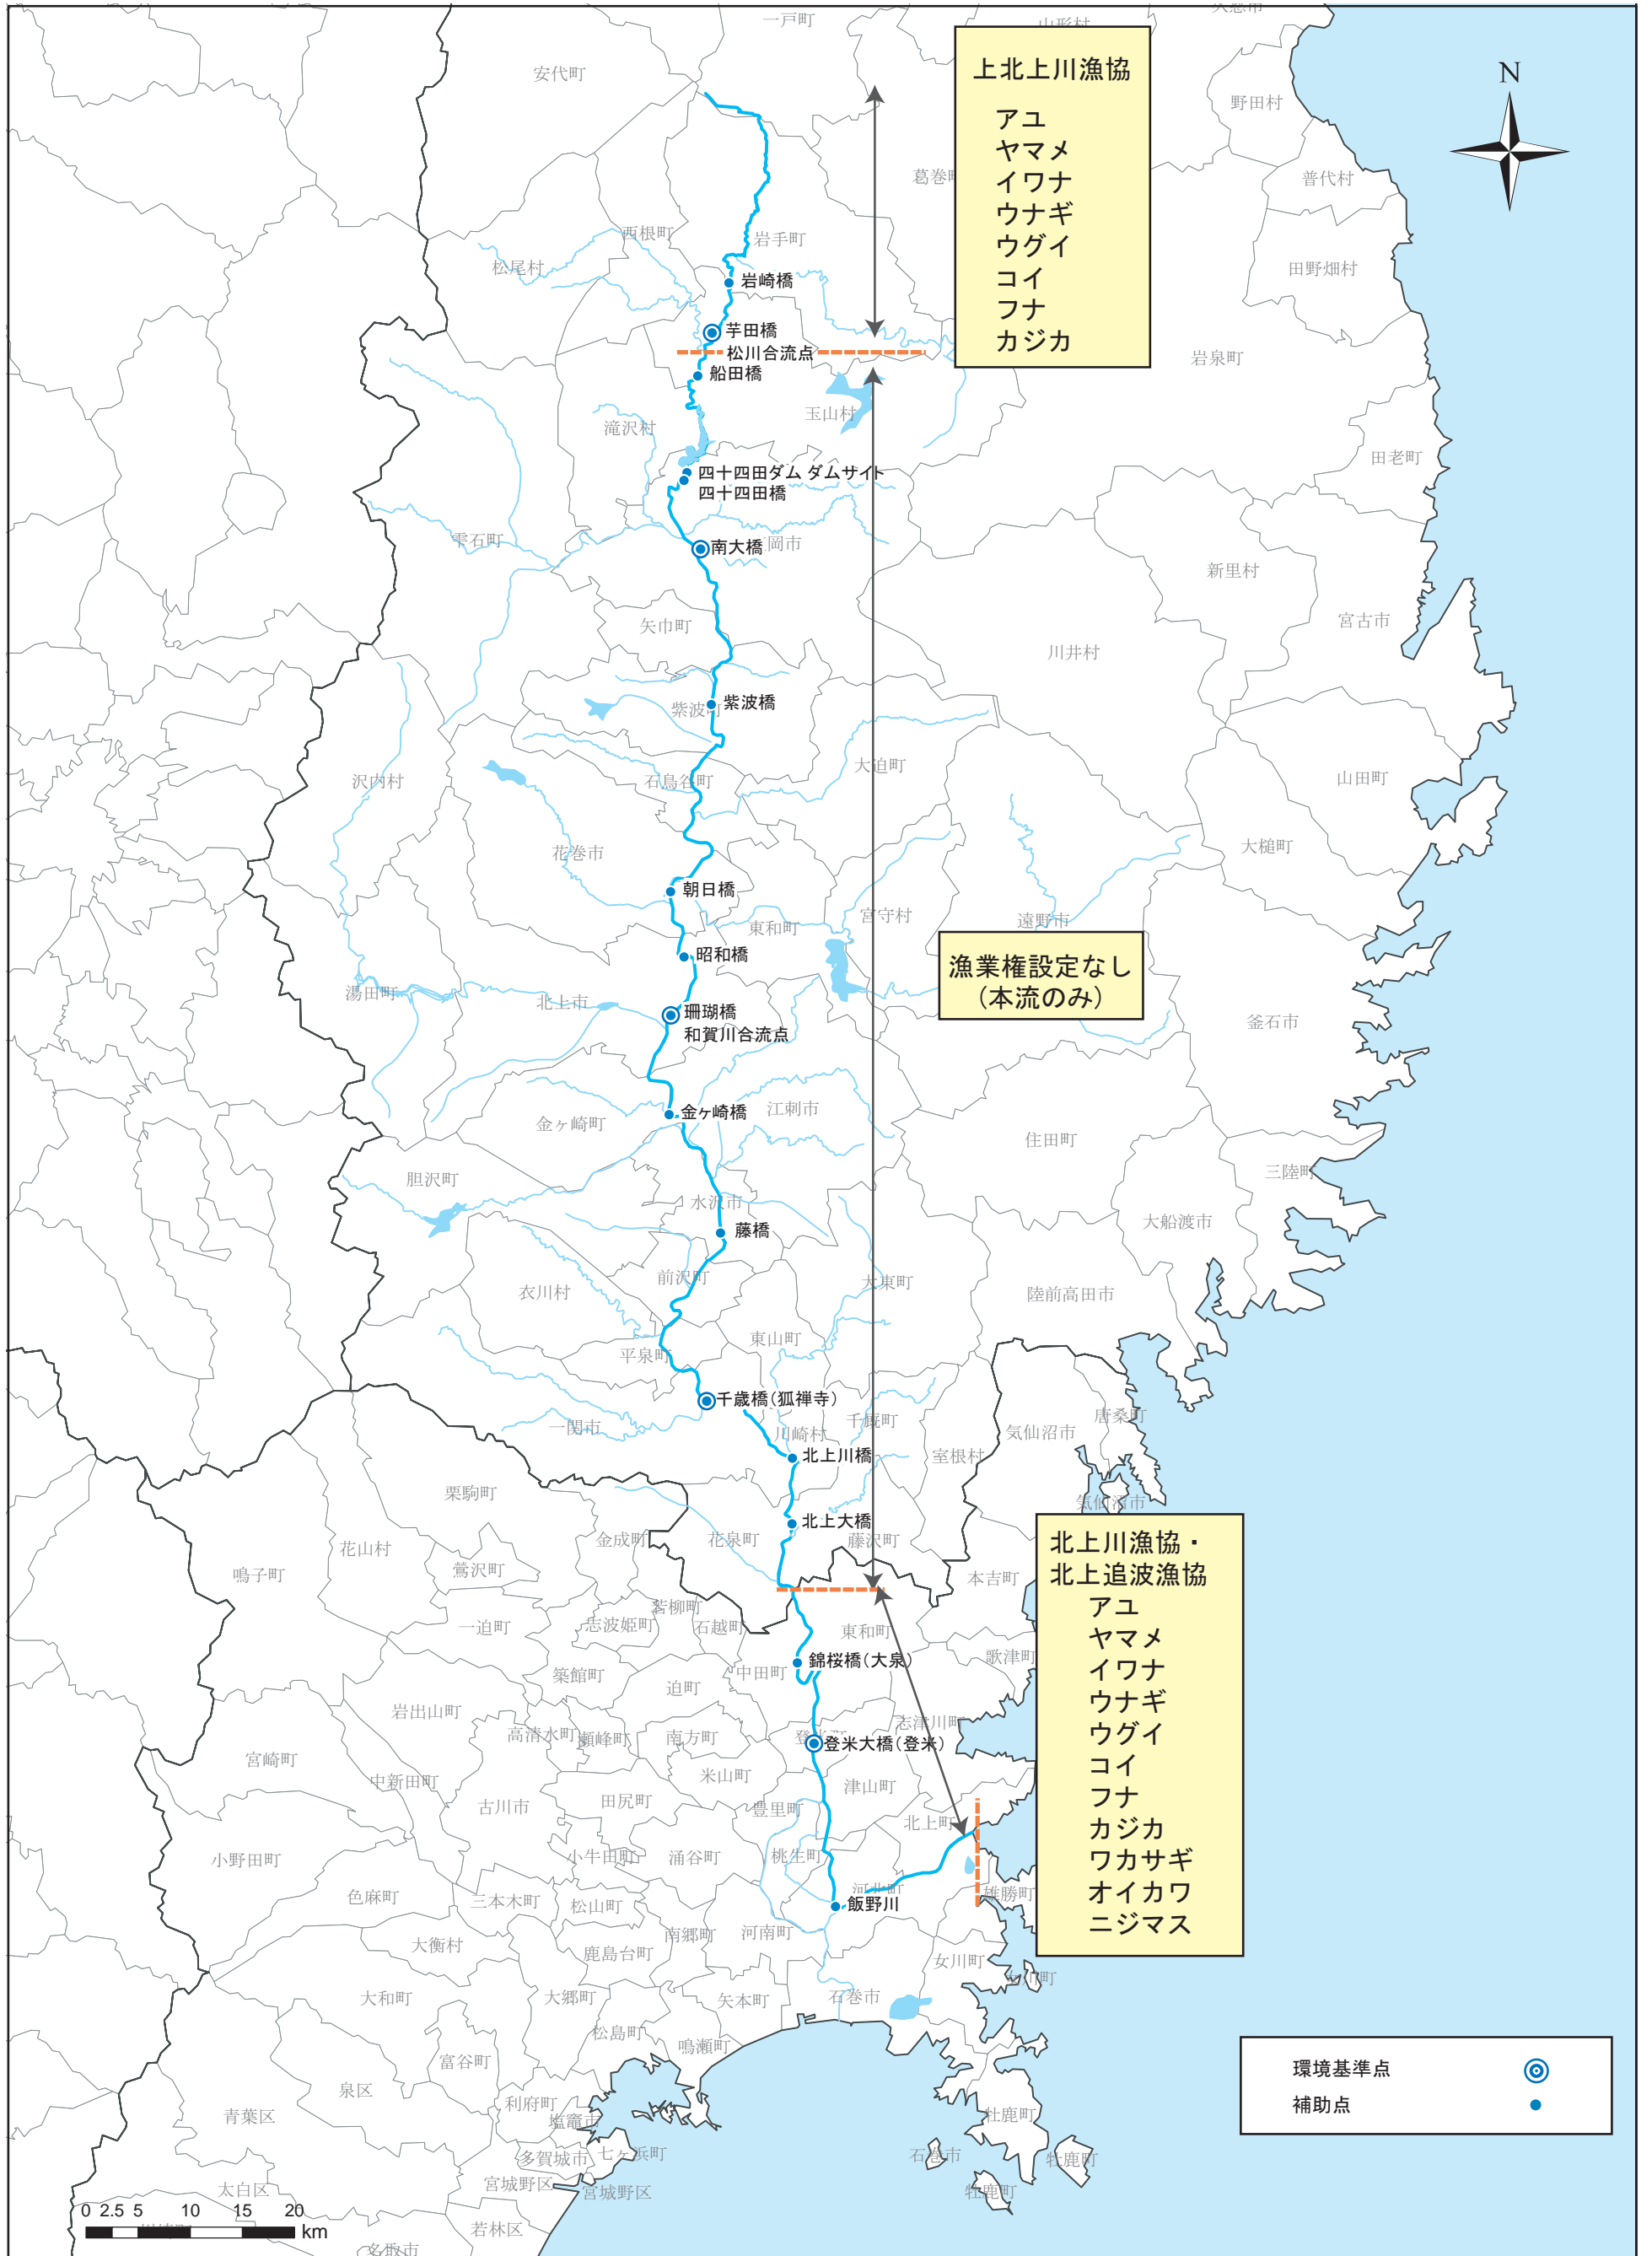 一戸町
山形村
安代町
上北上川漁協
アユ
ヤマメ
イワナ
ウナギ
ウグイ
コイ
フナ
カジカ
N
野田村
普代村
西根町
岩手町
松尾村
田野畑村
岩崎橋
芋田橋
松川合流点
船田橋
岩泉町
玉山村
滝沢村
田老町
四十四田ダム ダムサイト
四十四田橋
雫石町
南大橋
岡市
新里村
宮古市
矢巾町
川井村
紫波橋
紫波町
大迫町
沢内村
石鳥谷町
山田町
花巻市
大槌町
朝日橋
宮守村
遠野市
東和町
昭和橋
漁業権設定なし
(本流のみ)
湯田町
北上市
珊瑚橋
和賀川合流点
釜石市
金ヶ崎橋
江刺市
金ヶ崎町
住田町
胆沢町
三陸町
水沢市
大船渡市
藤橋
前沢町
大東町
衣川村
陸前高田市
東山町
平泉町
千歳橋(狐禅寺)
一関市
川崎村
千厩町
唐桑町
気仙沼市
北上川橋
室根村
栗駒町
気仙沼市
北上大橋
金成町
花泉町
藤沢町
花山村
鶯沢町
鳴子町
本吉町
北上川漁協・
北上追波漁協
アユ
ヤマメ
イワナ
ウナギ
ウグイ
コイ
フナ
カジカ
ワカサギ
オイカワ
ニジマス
若柳町
一迫町
志波姫町
石越町
東和町
歌津町
錦桜橋(大泉)
中田町
築館町
迫町
岩出山町
志津川町
高清水町
瀬峰町
南方町
登米大橋(登米)
宮崎町
中新田町
米山町
津山町
古川市
田尻町
豊里町
北上町
小野田町
小牛田町
涌谷町
桃生町
河北町
色麻町
三本木町
松山町
飯野川
雄勝町
大衡村
南郷町
河南町
鹿島台町
女川町
女川町
大和町
大郷町
矢本町
石巻市
松島町
鳴瀬町
富谷町
泉区
利府町
青葉区
塩竈市
牡鹿町
多賀城市
七ヶ浜町
石巻市
牡鹿町
宮城野区
宮城野区
太白区
牡鹿町
若林区
名取市
環境基準点
補助点
0 2.5 5 10 15 20
km